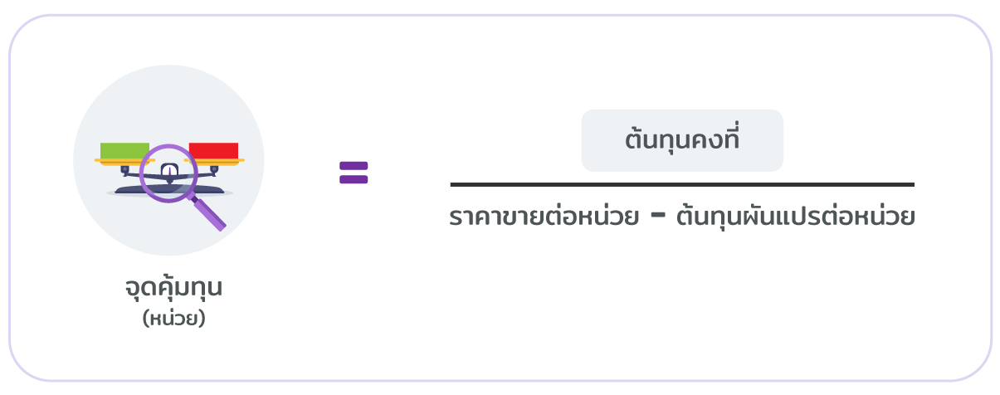 จุดคุ้มทุน
(หน่วย)
=
ต้นทุนคงที่
ราคาขายต่อหน่วย - ต้นทุนผันแปรต่อหน่วย